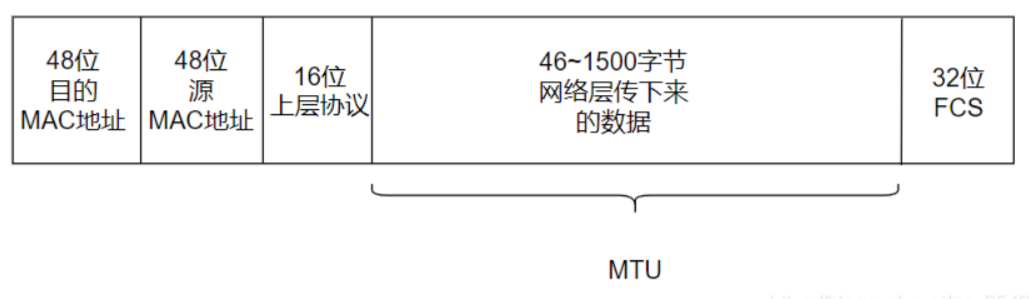 48位
目的
MAC地址
48位
源
MAC地址
16位
上层协议
46~1500字节
网络层传下来
的数据
32位
FCS
MTU